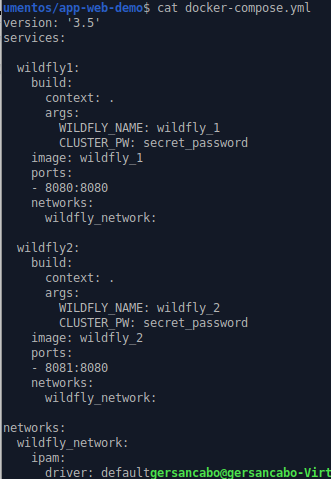 umentos/app-web-demo$ cat docker-compose.yml
version: '3.5'
services:

  wildfly1:
    build:
      context: .
      args:
        WILDFLY_NAME: wildfly_1
        CLUSTER_PW: secret_password
    image: wildfly_1
    ports:
    - 8080:8080
    networks:
      wildfly_network:

  wildfly2:
    build:
      context: .
      args:
        WILDFLY_NAME: wildfly_2
        CLUSTER_PW: secret_password
    image: wildfly_2
    ports:
    - 8081:8080
    networks:
      wildfly_network:

networks:
  wildfly_network:
    ipam:
      driver: defaultgersancabo@gersancabo-Virt